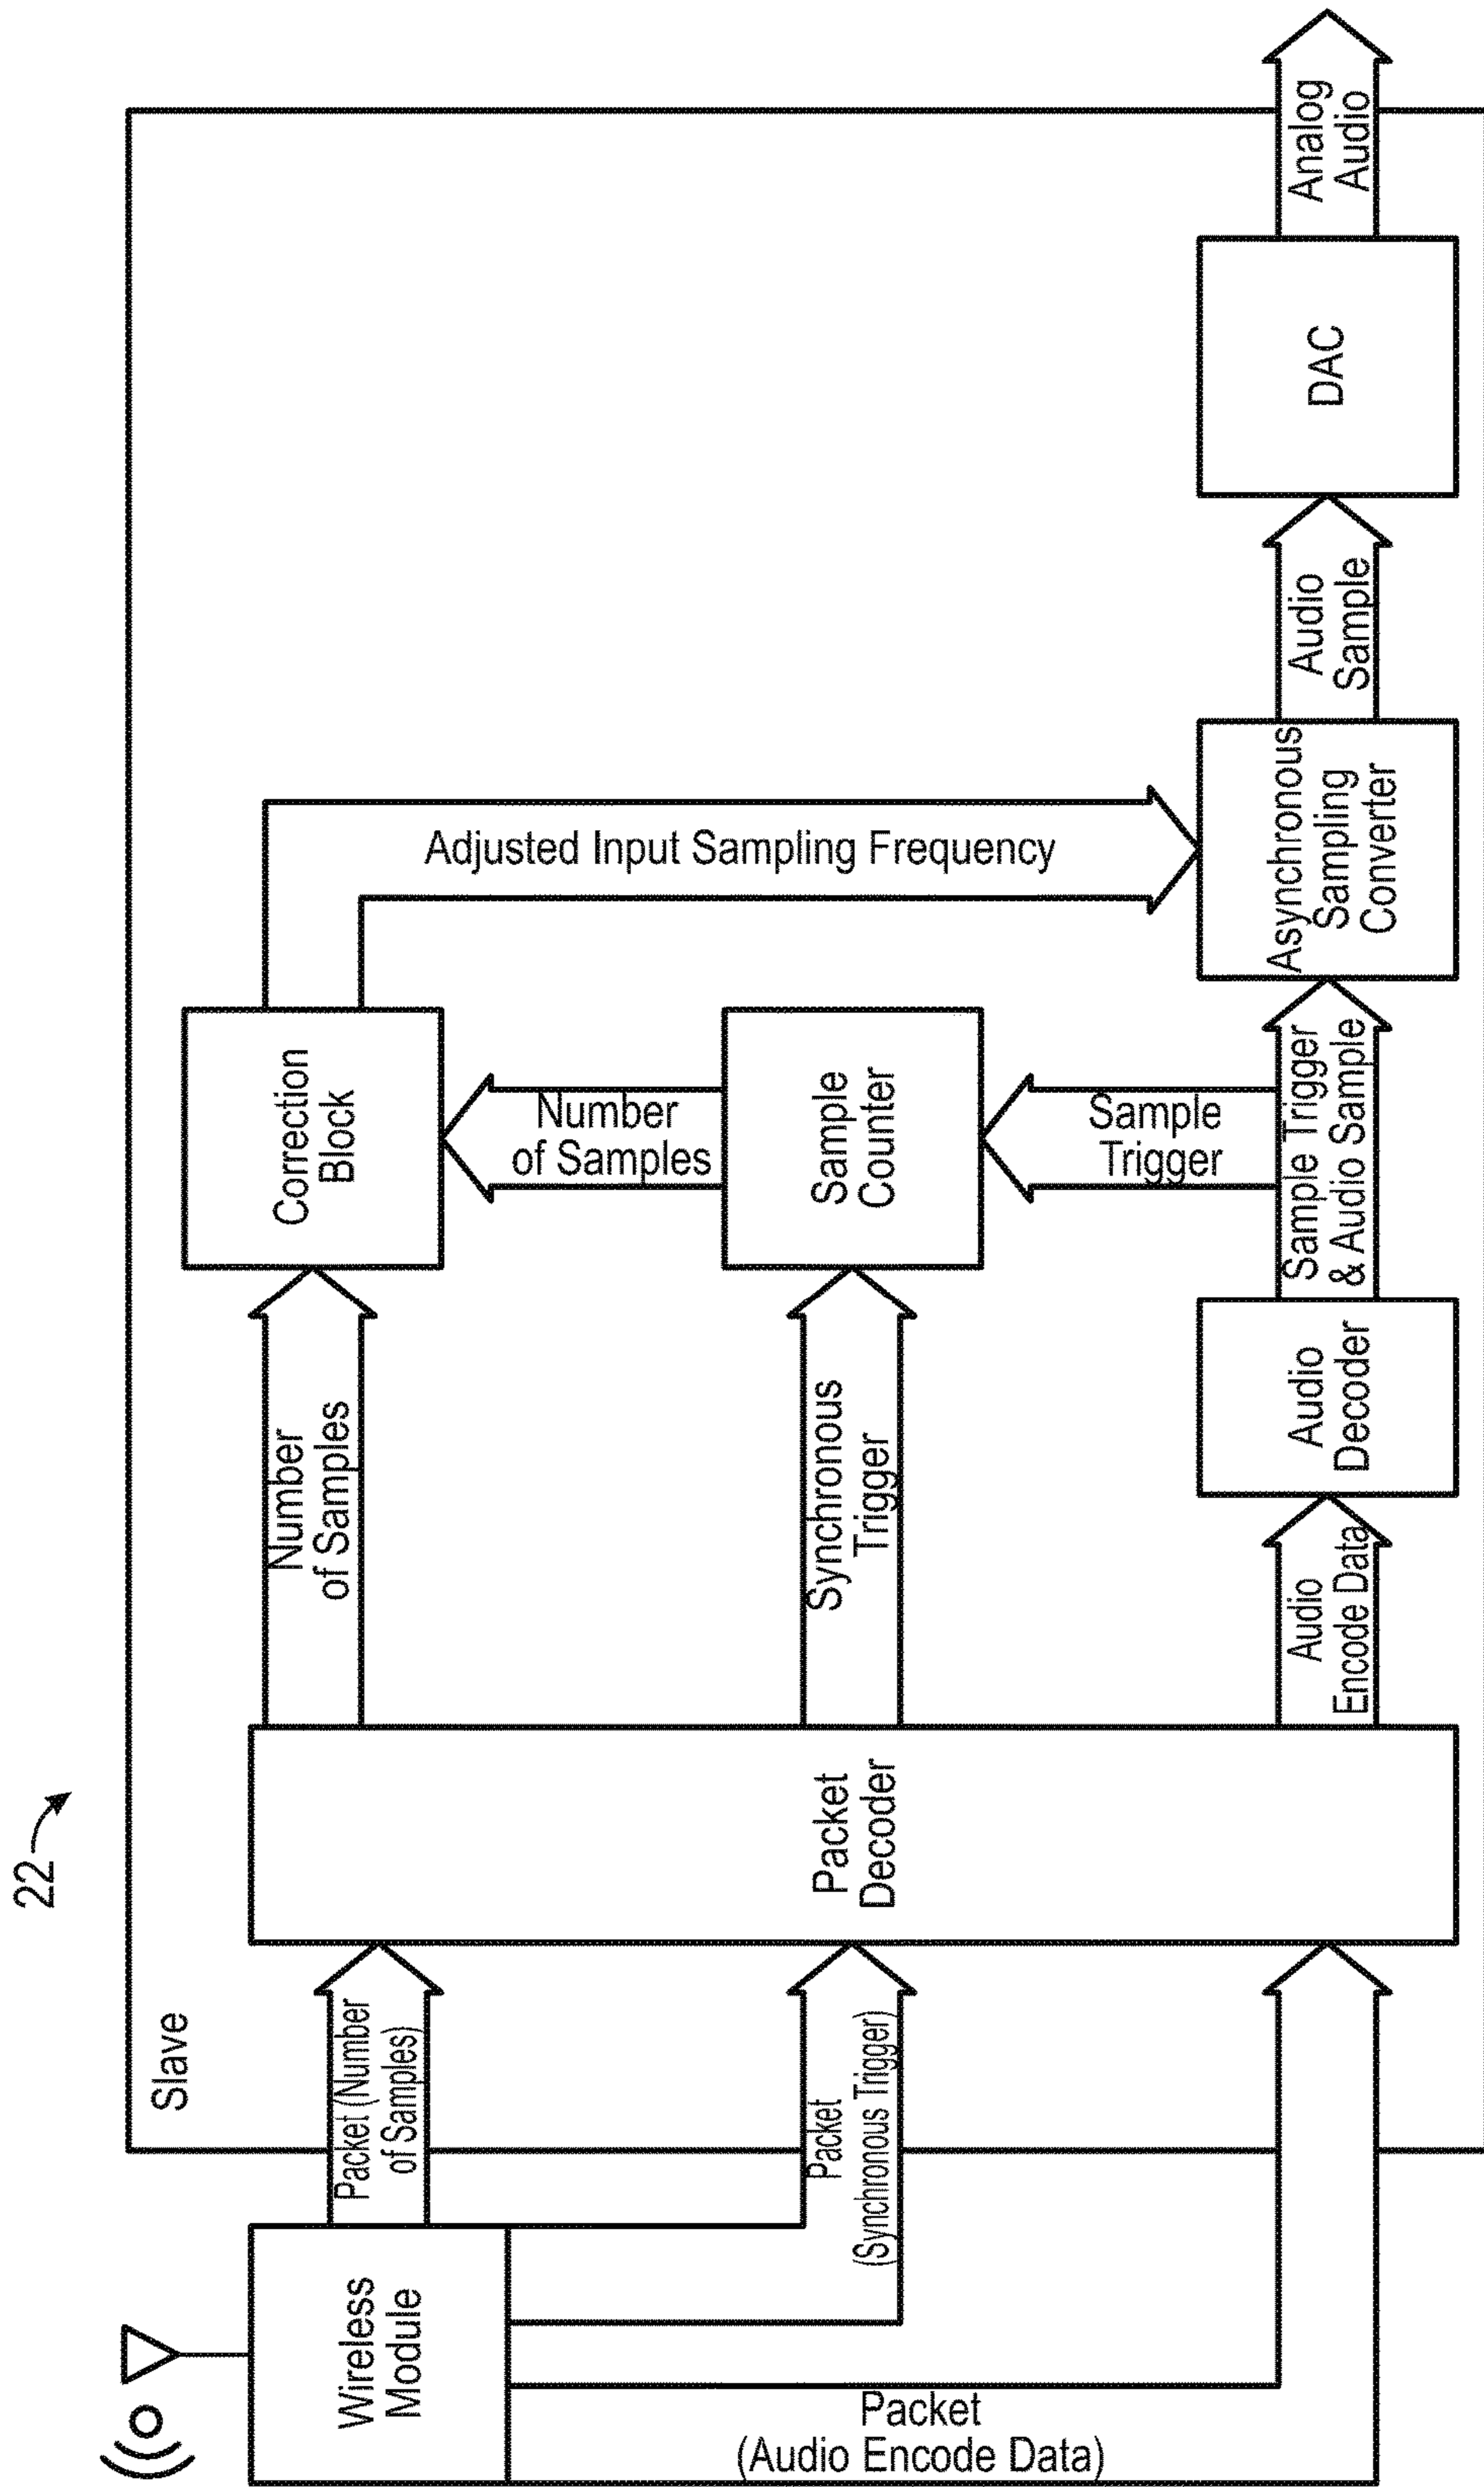 22
Slave
Wireless
Module
Packet (Number
of Samples)
Packet
(Synchronous Trigger)
Packet
(Audio Encode Data)
Packet
Decoder
Number
of Samples
Synchronous
Trigger
Audio
Encode Data
Audio
Decoder
Correction
Block
Number
of Samples
Sample
Counter
Sample
Trigger
Sample Trigger
& Audio Sample
Adjusted Input Sampling Frequency
Asynchronous
Sampling
Converter
Audio
Sample
DAC
Analog
Audio